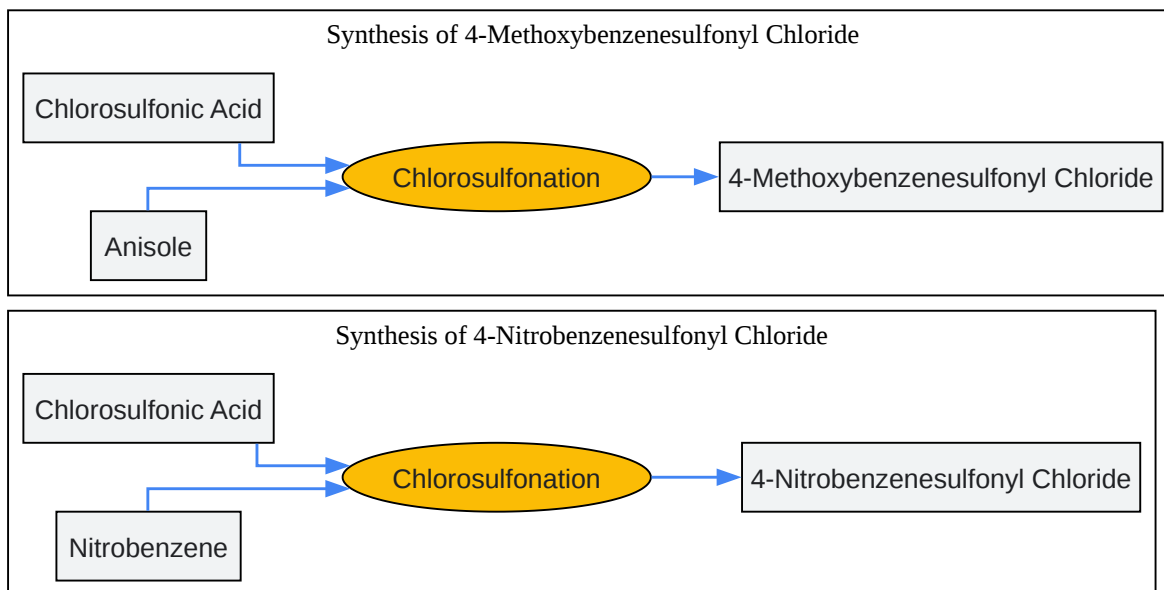 Synthesis of 4-Methoxybenzenesulfonyl Chloride
Chlorosulfonic Acid
Chlorosulfonation
4-Methoxybenzenesulfonyl Chloride
Anisole
Synthesis of 4-Nitrobenzenesulfonyl Chloride
Chlorosulfonic Acid
Chlorosulfonation
4-Nitrobenzenesulfonyl Chloride
Nitrobenzene